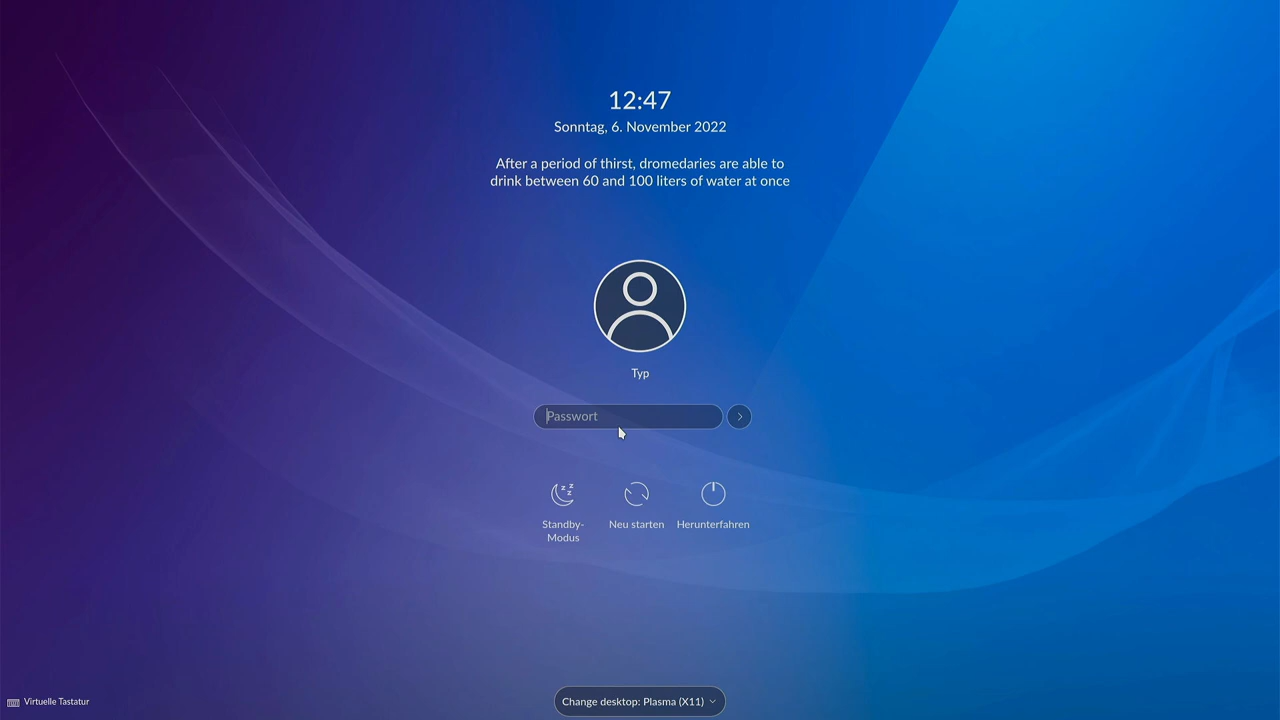 12:47
Sonntag, 6. November 2022
After a period of thirst, dromedaries are able to
drink between 60 and 100 liters of water at once
Typ
Passwort
Standby-
Modus
Neu starten
Herunterfahren
Virtuelle Tastatur
Change desktop: Plasma (X11)